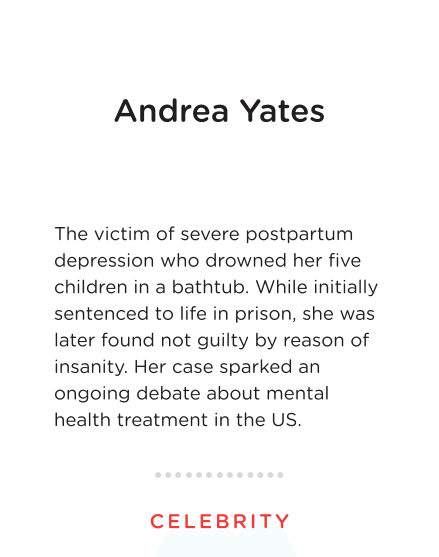 Andrea Yates
The victim of severe postpartum
depression who drowned her five
children in a bathtub. While initially
sentenced to life in prison, she was
later found not guilty by reason of
insanity. Her case sparked an
ongoing debate about mental
health treatment in the US.
CELEBRITY